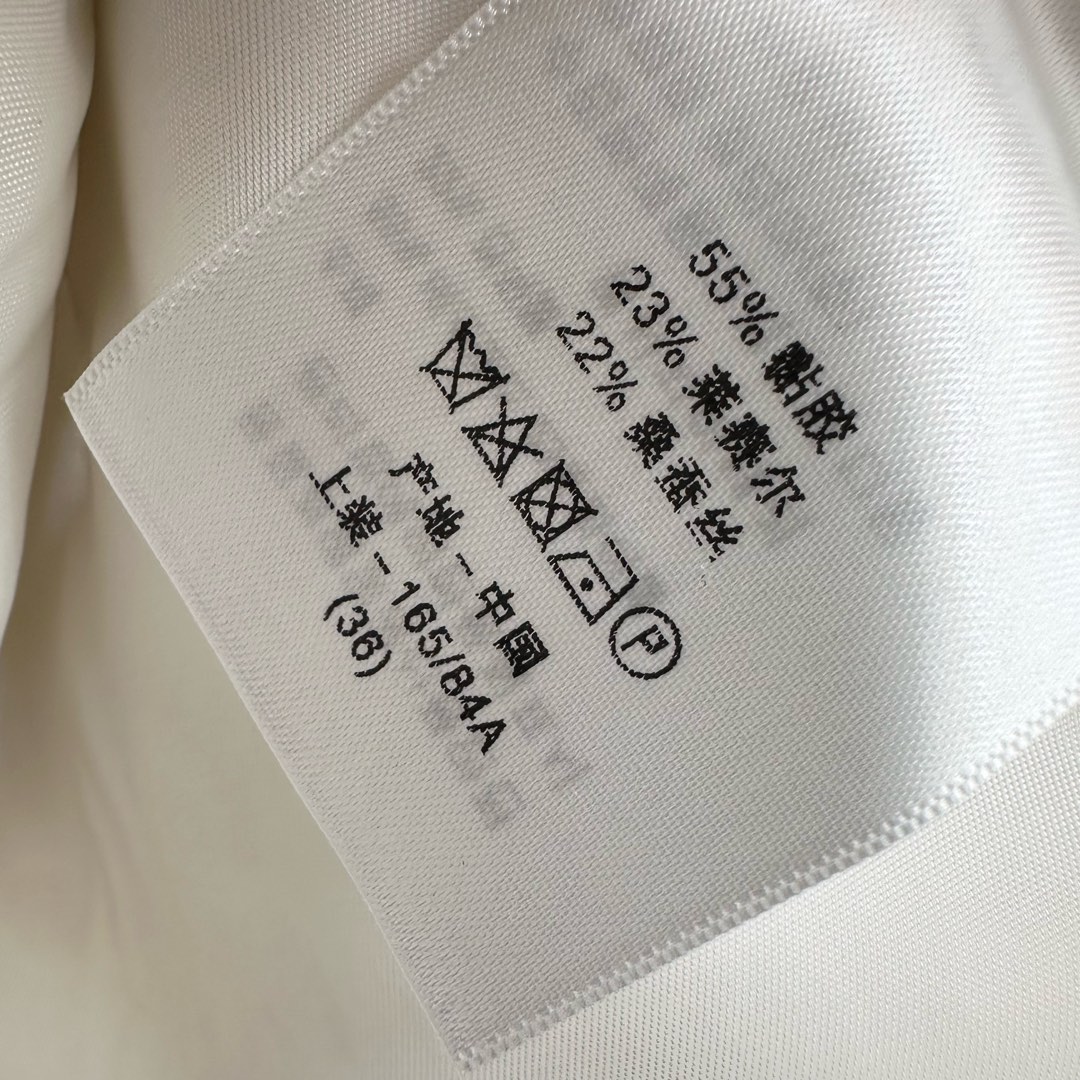 55% 黏胶
23% 莱赛尔
22% 桑蚕丝
F
产地 - 中国
上装 - 165/84A
(36)